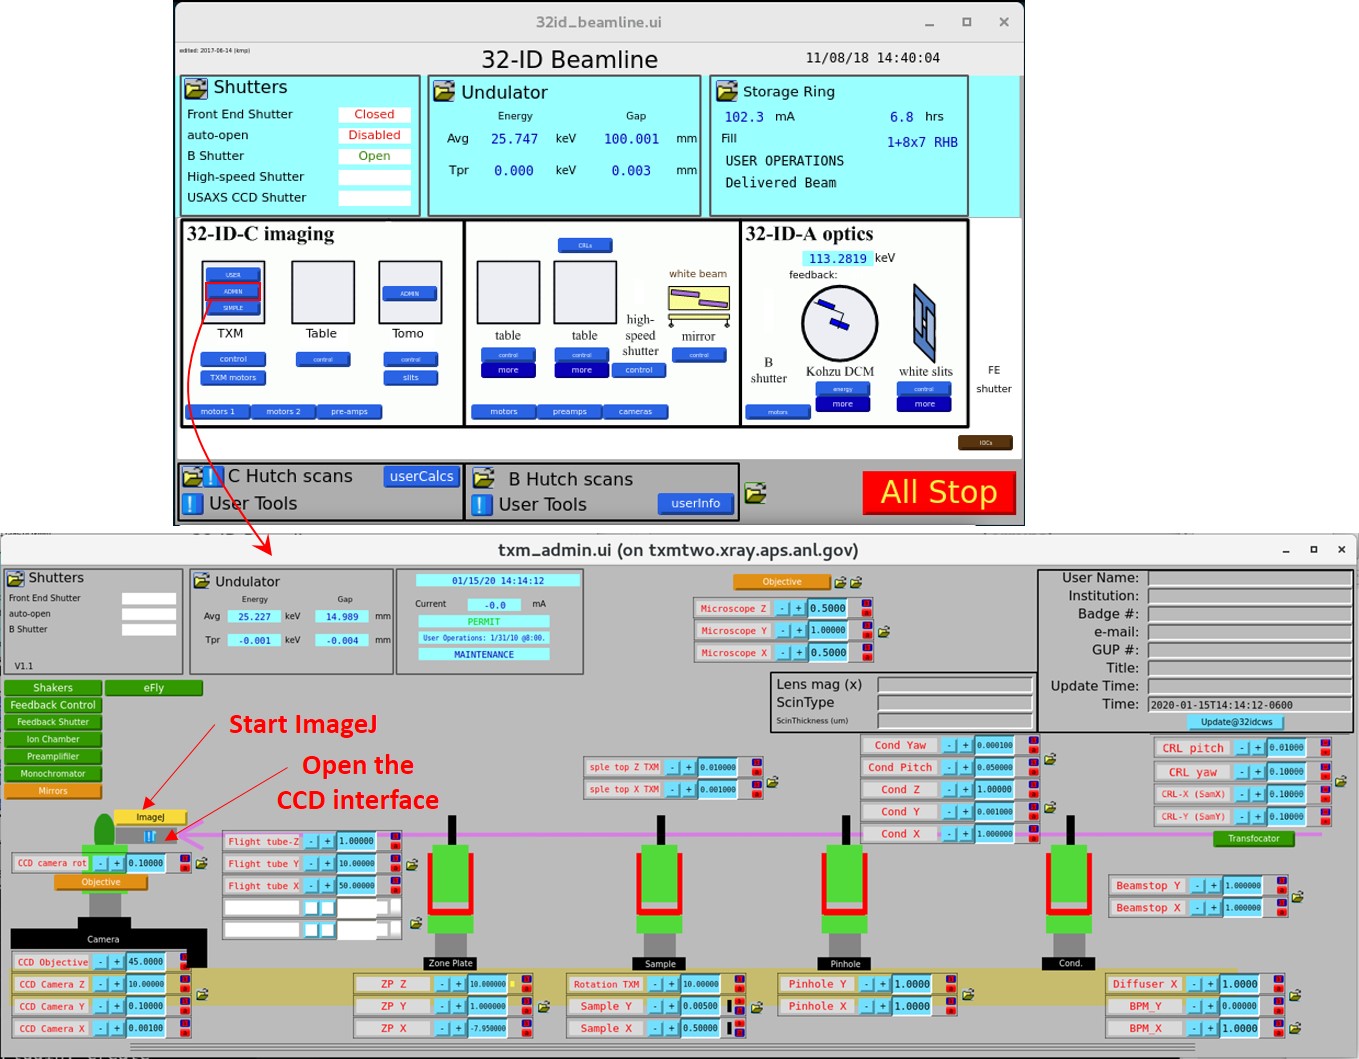 32id_beamline.ui
edited: 2017-06-14 (kmp)
32-ID Beamline
11/08/18 14:40:04
Shutters
Front End Shutter Closed
auto-open Disabled
B Shutter Open
High-speed Shutter
USAXS CCD Shutter
Undulator
Energy Gap
Avg 25.747 keV 100.001 mm
Tpr 0.000 keV 0.003 mm
Storage Ring
102.3 mA 6.8 hrs
Fill 1+8x7 RHB
USER OPERATIONS
Delivered Beam
32-ID-C imaging
USER
ADMIN
SIMPLE
TXM
control
TXM motors
Table
control
ADMIN
Tomo
control
slits
motors 1 motors 2 pre-amps
CRLs
table
control
more
table
control
more
high-
speed
shutter
control
white beam
mirror
control
motors preamps cameras
32-ID-A optics
113.2819 keV
feedback:
B
shutter
motors
Kohzu DCM
energy
more
white slits
control
more
FE
shutter
IOCs
C Hutch scans userCalcs
User Tools
B Hutch scans
User Tools userInfo
All Stop
txm_admin.ui (on txmtwo.xray.aps.anl.gov)
Shutters
Front End Shutter
auto-open
B Shutter
V1.1
Undulator
Energy Gap
Avg 25.227 keV 14.989 mm
Tpr -0.001 keV -0.004 mm
01/15/20 14:14:12
Current -0.0 mA
PERMIT
User Operations: 1/31/10 @8:00.
MAINTENANCE
Objective
Microscope Z - + 0.5000
Microscope Y - + 1.00000
Microscope X - + 0.5000
User Name:
Institution:
Badge #:
e-mail:
GUP #:
Title:
Update Time:
Time: 2020-01-15T14:14:12-0600
Update@32idcws
Lens mag (x)
ScinType
ScinThickness (um)
Shakers eFly
Feedback Control
Feedback Shutter
Ion Chamber
Preamplifiler
Monochromator
Mirrors
Start ImageJ
Open the
CCD interface
ImageJ
sple top Z TXM - + 0.010000
sple top X TXM - + 0.001000
Cond Yaw - + 0.000100
Cond Pitch - + 0.050000
Cond Z - + 1.00000
Cond Y - + 0.001000
Cond X - + 1.000000
CRL pitch - + 0.01000
CRL yaw - + 0.10000
CRL-X (SamX) - + 0.10000
CRL-Y (SamY) - + 0.10000
Transfocator
CCD camera rot - + 0.10000
Objective
Camera
Flight tube-Z - + 1.00000
Flight tube Y - + 10.00000
Flight tube X - + 50.00000
Beamstop Y - + 1.000000
Beamstop X - + 1.000000
Zone Plate
Sample
Pinhole
Cond.
CCD Objective - + 45.0000
CCD Camera Z - + 10.00000
CCD Camera Y - + 0.10000
CCD Camera X - + 0.00100
ZP Z - + 10.000000
ZP Y - + 1.000000
ZP X - + -7.950000
Rotation TXM - + 10.00000
Sample Y - + 0.00500
Sample X - + 0.50000
Pinhole Y - + 1.0000
Pinhole X - + 1.0000
Diffuser X - + 1.0000
BPM_Y - + 0.00000
BPM_X - + 1.0000